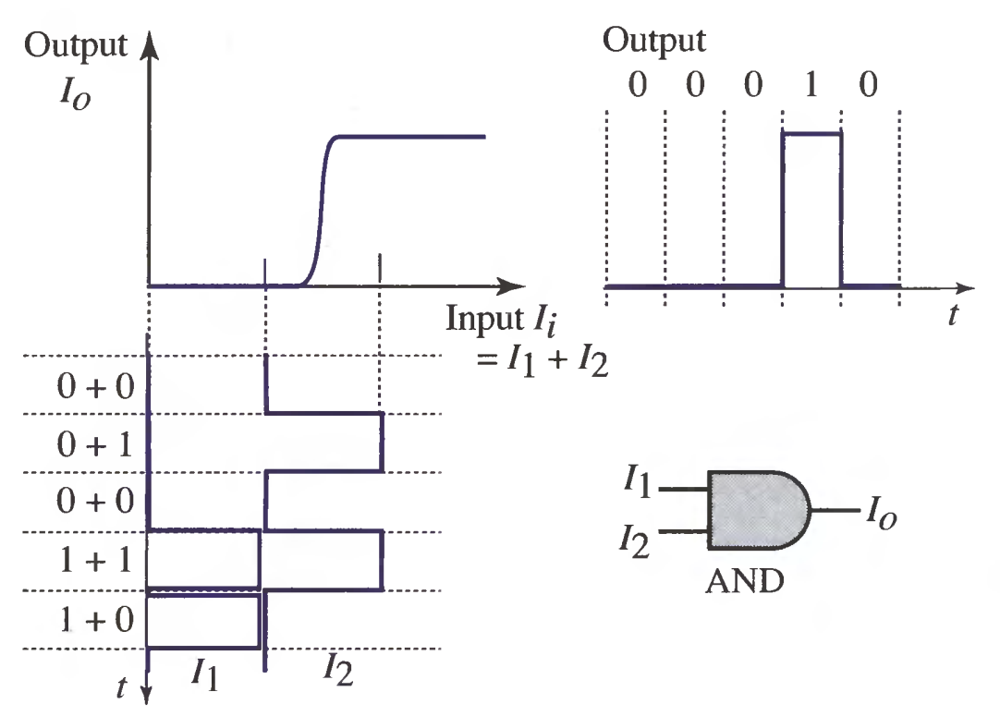 Output
I_O
Input I_i
= I_1 + I_2
0 + 0
0 + 1
0 + 0
1 + 1
1 + 0
I_1
I_2
t
Output
0 0 0 1 0
t
I_1
I_2
I_O
AND